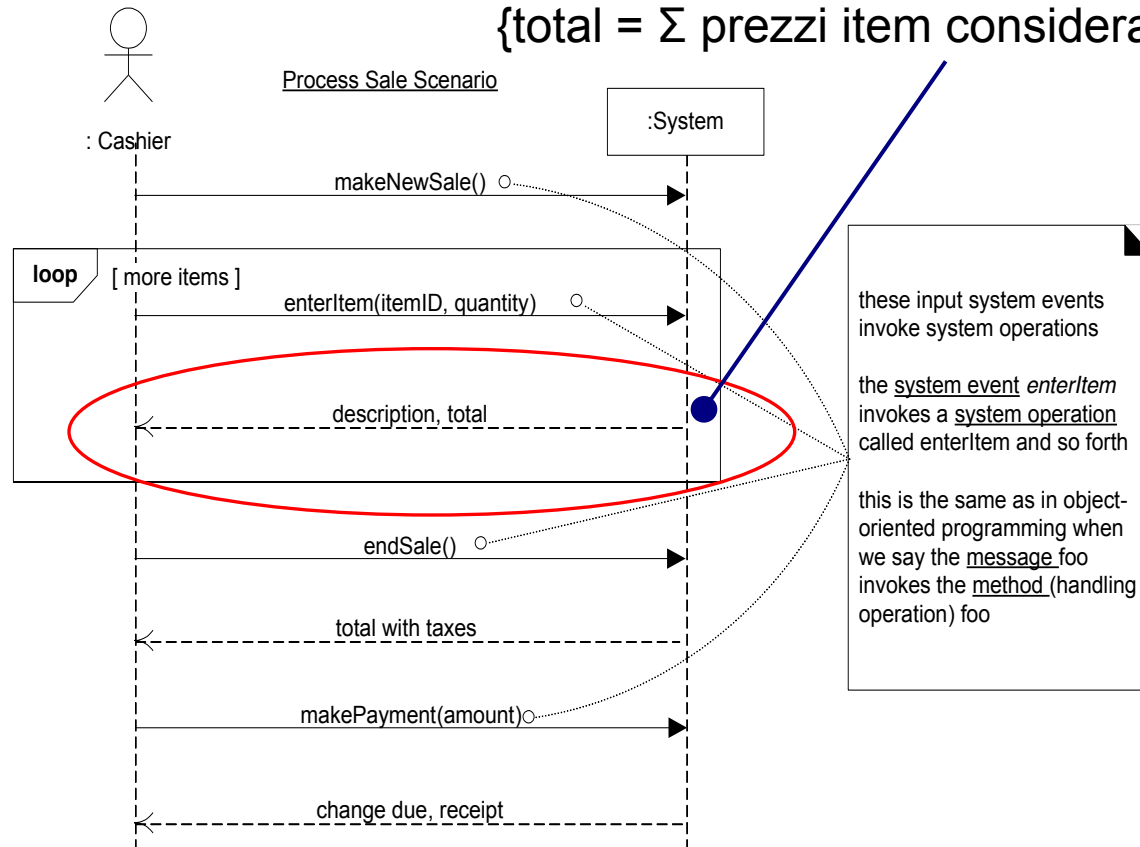 {total = Σ prezzi item considera
Process Sale Scenario
: Cashier
:System
makeNewSale()
loop
[ more items ]
enterItem(itemID, quantity)
description, total
endSale()
total with taxes
makePayment(amount)
change due, receipt
these input system events
invoke system operations
the system event enterItem
invokes a system operation
called enterItem and so forth
this is the same as in object-
oriented programming when
we say the message foo
invokes the method (handling
operation) foo